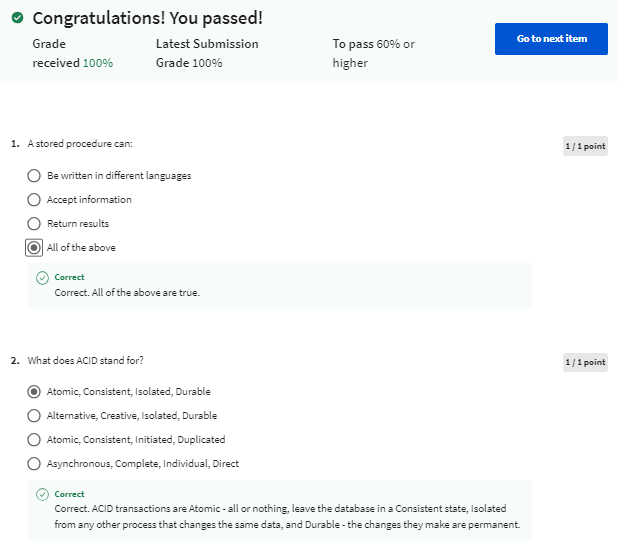 Congratulations! You passed!
Grade
received 100%
Latest Submission
Grade 100%
To pass 60% or
higher
Go to next item
1. A stored procedure can:
1 / 1 point
Be written in different languages
Accept information
Return results
All of the above
Correct
Correct. All of the above are true.
2. What does ACID stand for?
1 / 1 point
Atomic, Consistent, Isolated, Durable
Alternative, Creative, Isolated, Durable
Atomic, Consistent, Initiated, Duplicated
Asynchronous, Complete, Individual, Direct
Correct
Correct. ACID transactions are Atomic - all or nothing, leave the database in a Consistent state, Isolated
from any other process that changes the same data, and Durable - the changes they make are permanent.